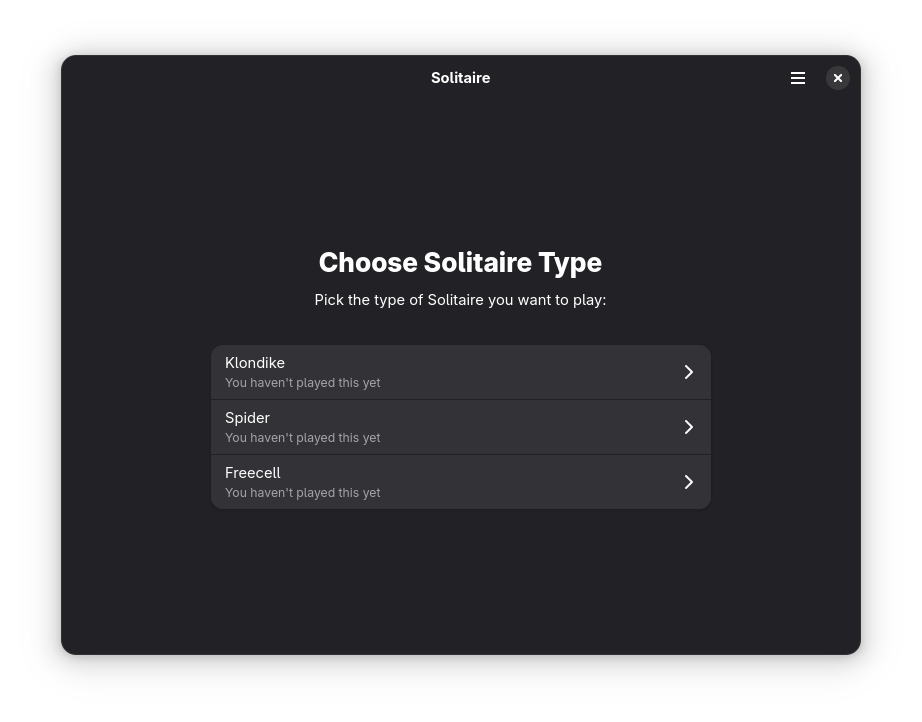 Solitaire
Choose Solitaire Type
Pick the type of Solitaire you want to play:
Klondike
You haven't played this yet
Spider
You haven't played this yet
Freecell
You haven't played this yet